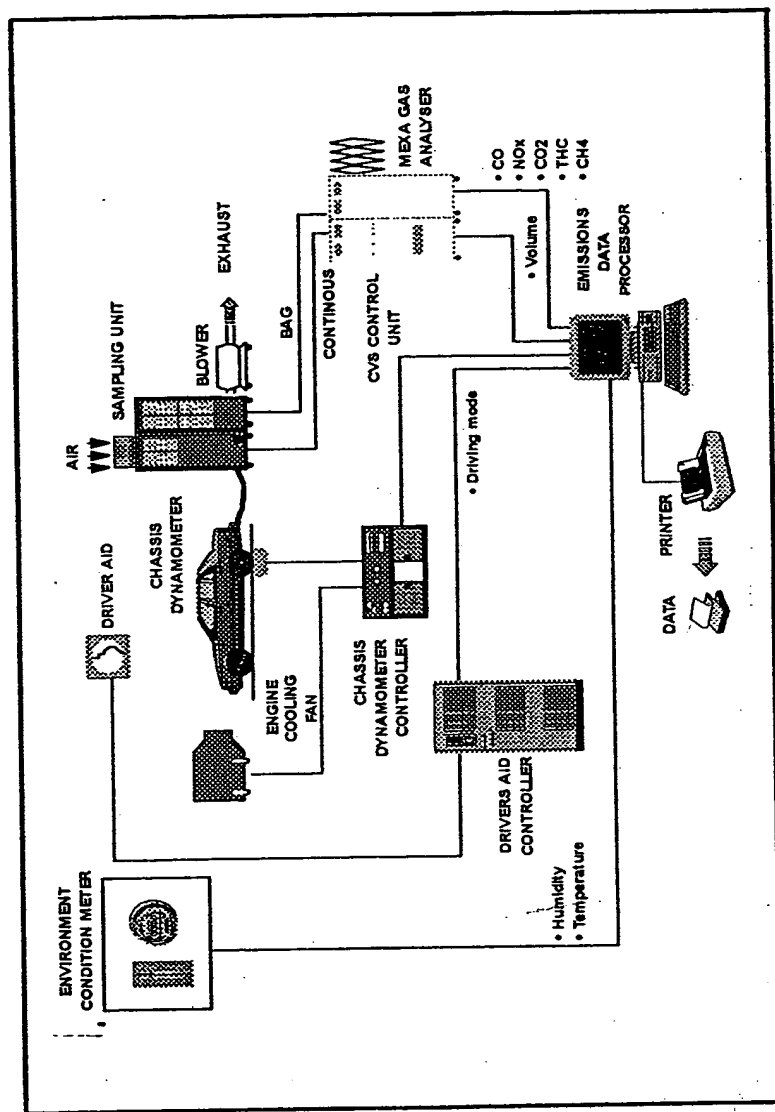 ENVIRONMENT
CONDITION METER
DRIVER AID
AIR
SAMPLING UNIT
CHASSIS
DYNAMOMETER
BLOWER
EXHAUST
ENGINE
COOLING
FAN
BAG
CONTINOUS
MEXA GAS
ANALYSER
CVS CONTROL
UNIT
CHASSIS
DYNAMOMETER
CONTROLLER
• Driving mode
• Volume
• CO
• NOx
• CO2
• THC
• CH4
DRIVERS AID
CONTROLLER
EMISSIONS
DATA
PROCESSOR
• Humidity
• Temperature
DATA
PRINTER